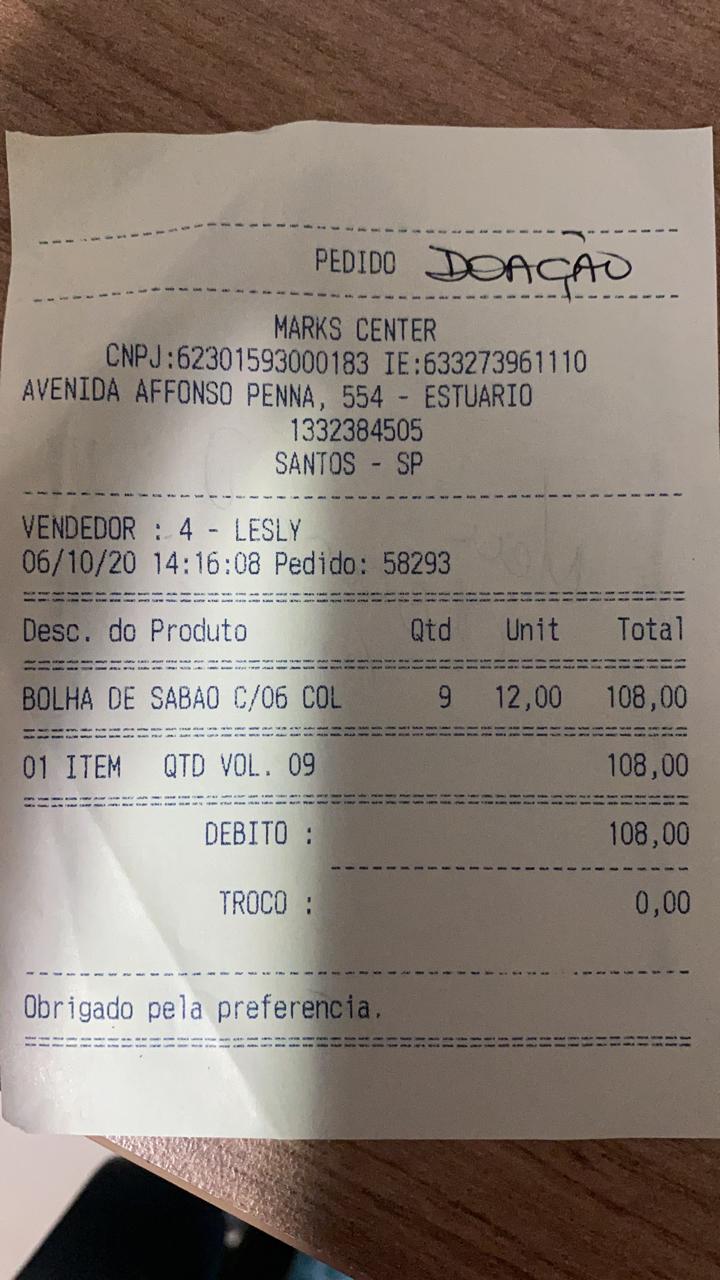 PEDIDO DOAÇÃO
MARKS CENTER
CNPJ:62301593000183 IE:633273961110
AVENIDA AFFONSO PENNA, 554 - ESTUARIO
1332384505
SANTOS - SP
VENDEDOR : 4 - LESLY
06/10/20 14:16:08 Pedido: 58293
Desc. do Produto Qtd Unit Total
BOLHA DE SABAO C/06 COL 9 12,00 108,00
01 ITEM QTD VOL. 09 108,00
DEBITO : 108,00
TROCO : 0,00
Obrigado pela preferencia.